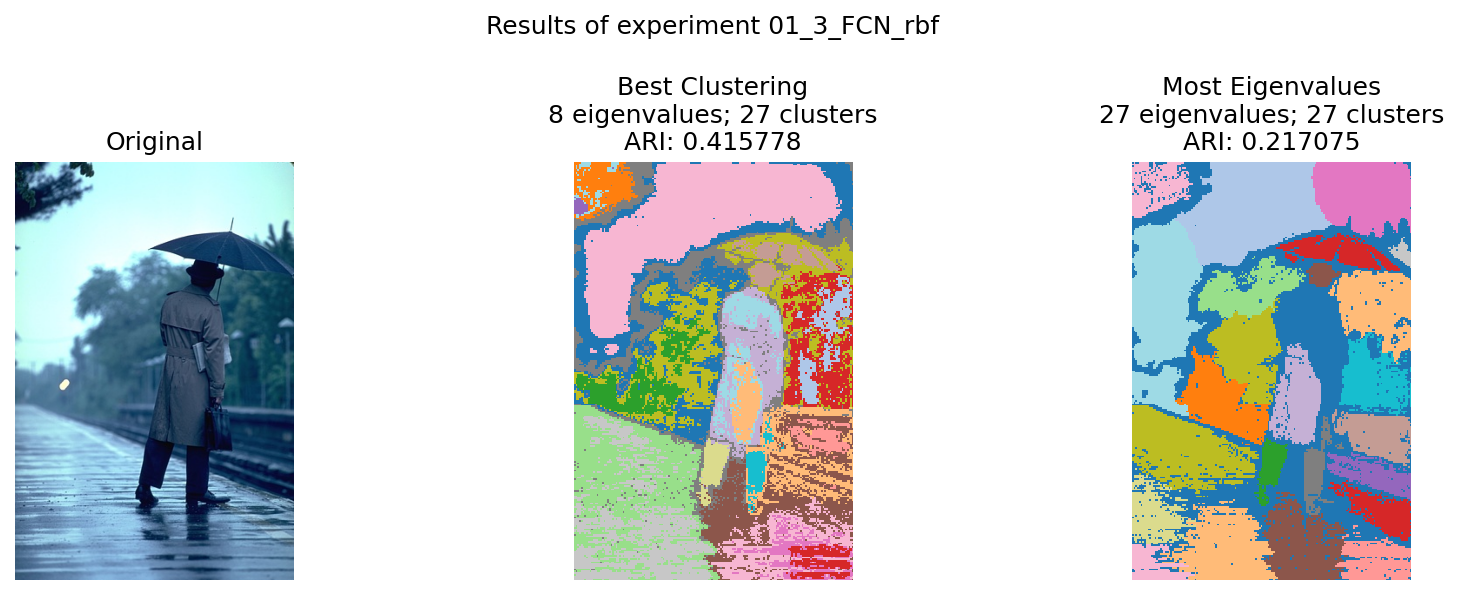 Results of experiment 01_3_FCN_rbf
Original
Best Clustering
8 eigenvalues; 27 clusters
ARI: 0.415778
Most Eigenvalues
27 eigenvalues; 27 clusters
ARI: 0.217075